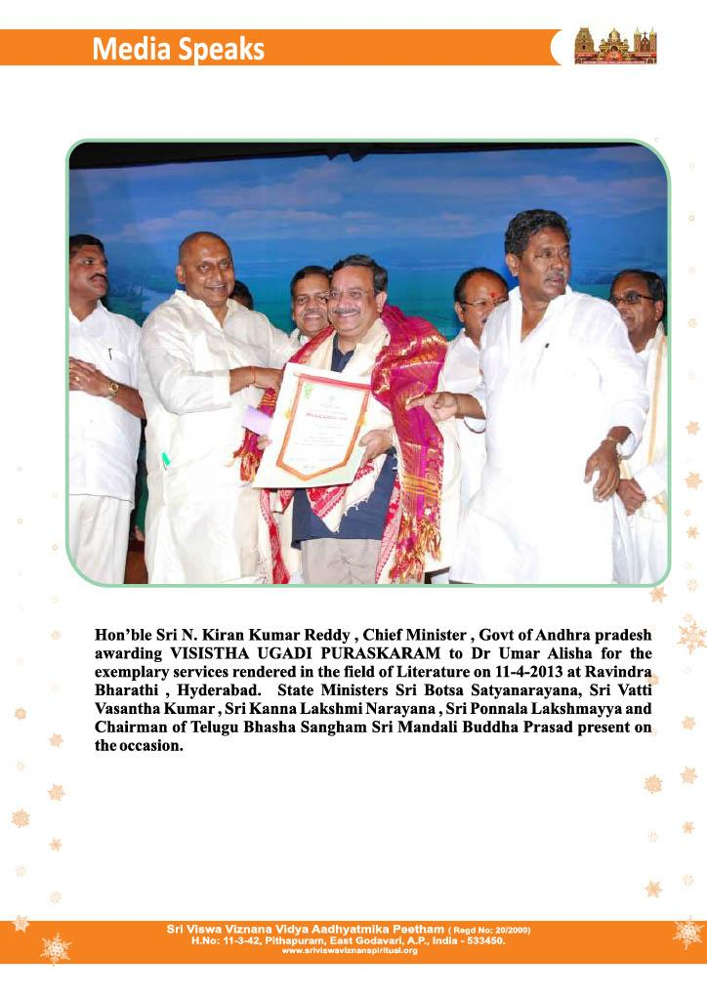 Media Speaks
Hon'ble Sri N. Kiran Kumar Reddy , Chief Minister , Govt of Andhra pradesh
awarding VISISTHA UGADI PURASKARAM to Dr Umar Alisha for the
exemplary services rendered in the field of Literature on 11-4-2013 at Ravindra
Bharathi , Hyderabad. State Ministers Sri Botsa Satyanarayana, Sri Vatti
Vasantha Kumar , Sri Kanna Lakshmi Narayana , Sri Ponnala Lakshmayya and
Chairman of Telugu Bhasha Sangham Sri Mandali Buddha Prasad present on
the occasion.
Sri Viswa Viznana Vidya Aadhyatmika Peetham ( Regd No: 20/2000)
H.No: 11-3-42, Pithapuram, East Godavari, A.P., India - 533450.
www.sriviswaviznanspiritual.org